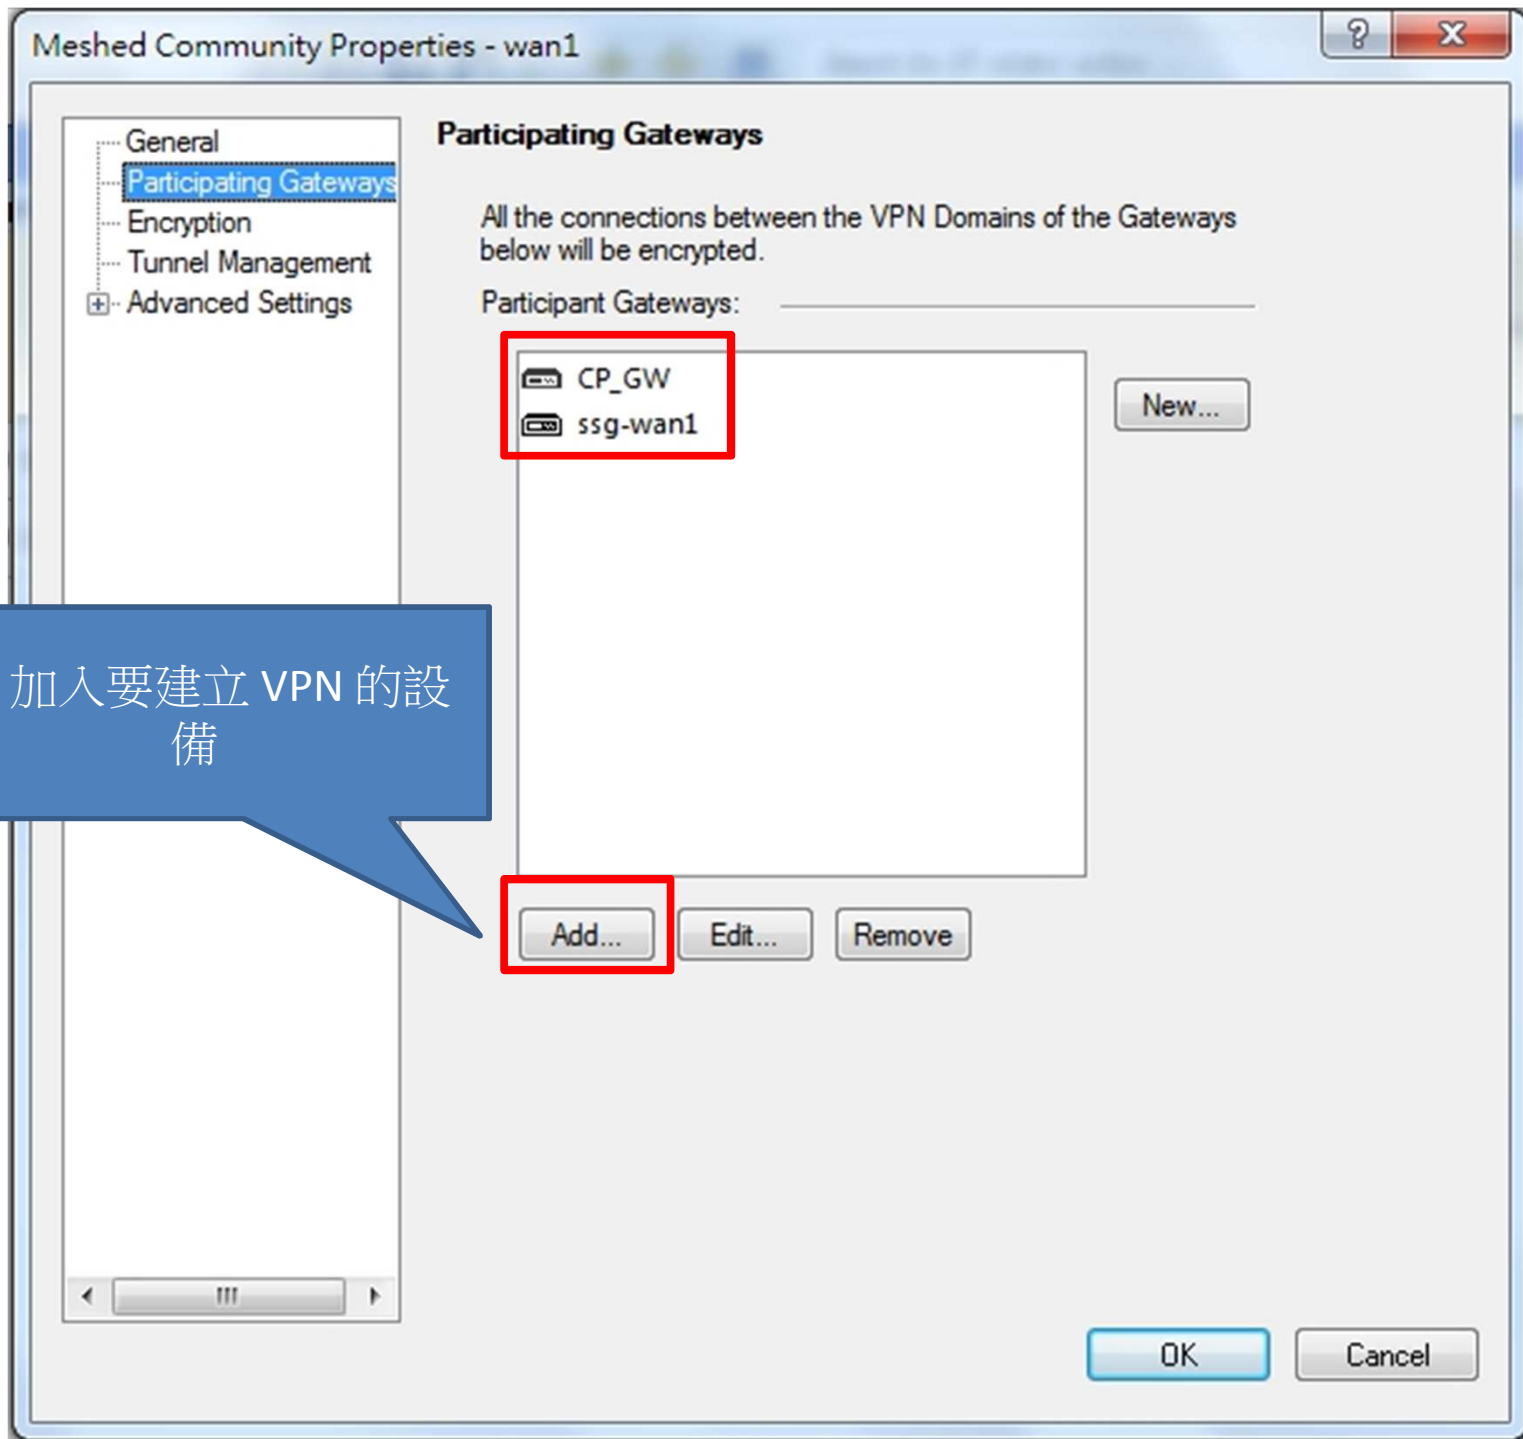 Meshed Community Properties - wan1
General
Participating Gateways
Encryption
Tunnel Management
Advanced Settings
Participating Gateways
All the connections between the VPN Domains of the Gateways
below will be encrypted.
Participant Gateways:
CP_GW
ssg-wan1
New...
加入要建立 VPN 的設
備
Add...
Edit...
Remove
OK
Cancel